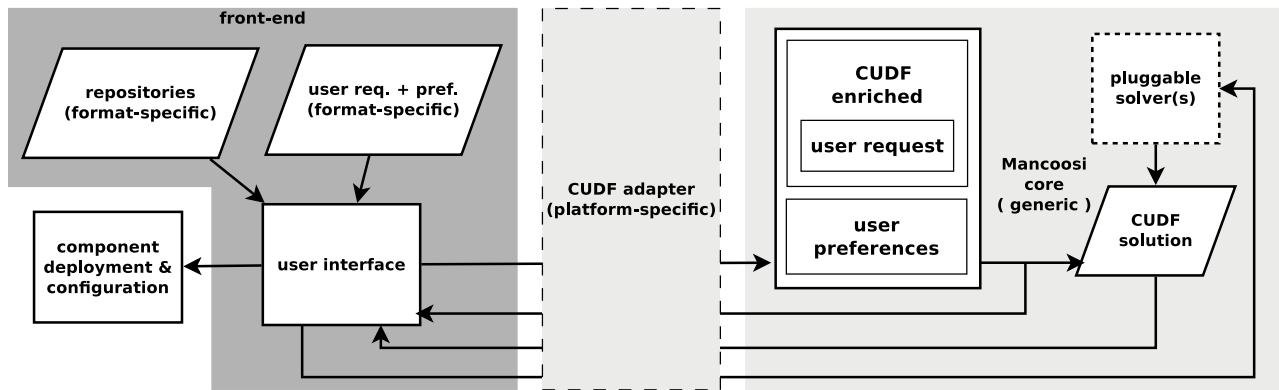 front-end
repositories
(format-specific)
user req. + pref.
(format-specific)
component
deployment &
configuration
user interface
CUDF adapter
(platform-specific)
CUDF
enriched
user request
user
preferences
Mancoosi
core
( generic )
pluggable
solver(s)
CUDF
solution